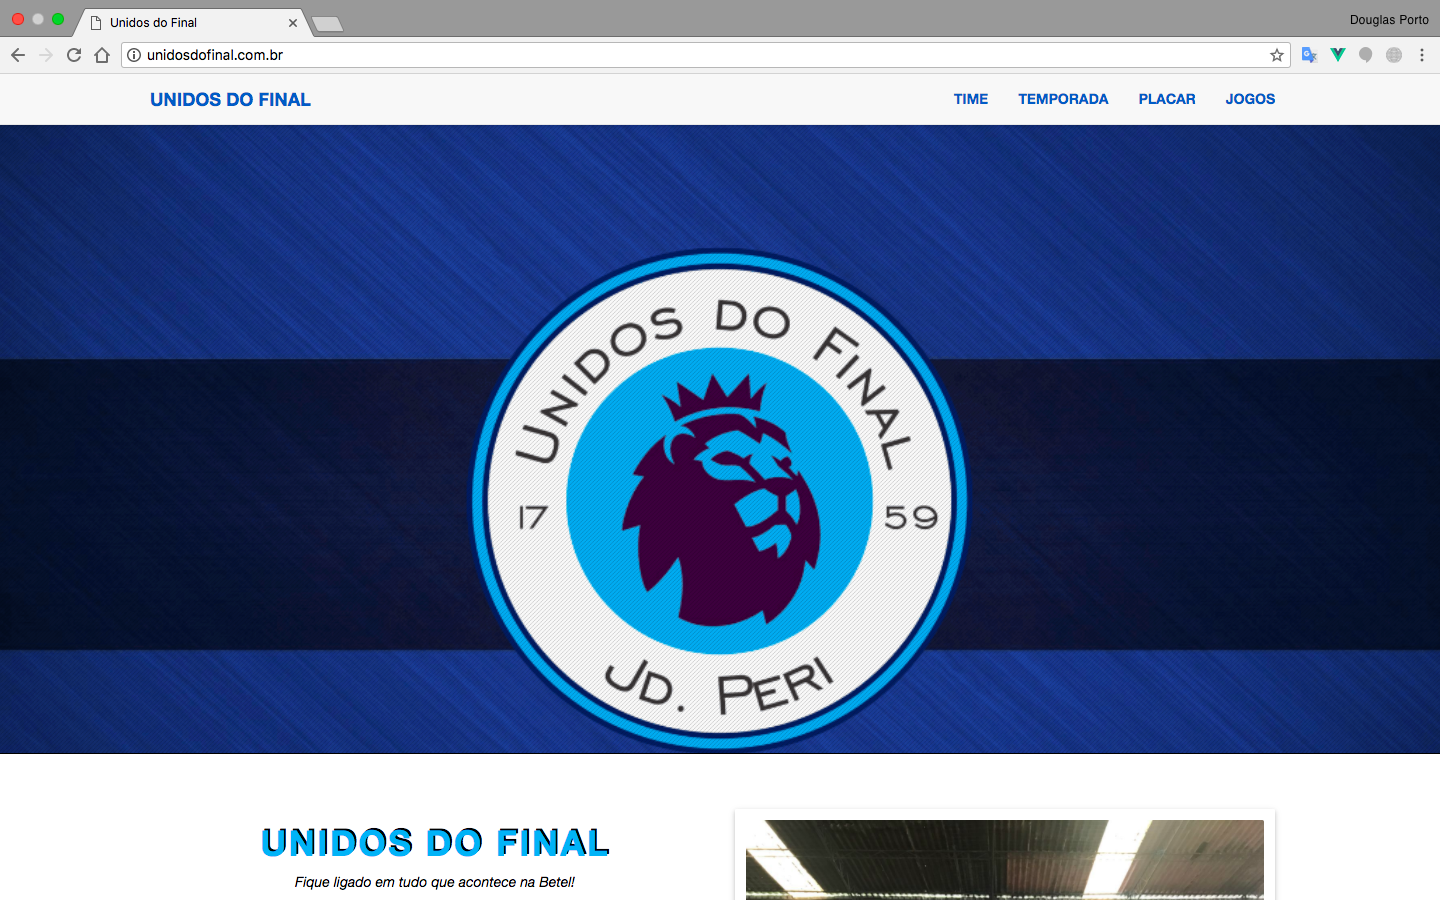 Unidos do Final
Douglas Porto
unidosdofinal.com.br
UNIDOS DO FINAL
TIME
TEMPORADA
PLACAR
JOGOS
UNIDOS DO FINAL
17
59
JD. PERI
UNIDOS DO FINAL
Fique ligado em tudo que acontece na Betel!